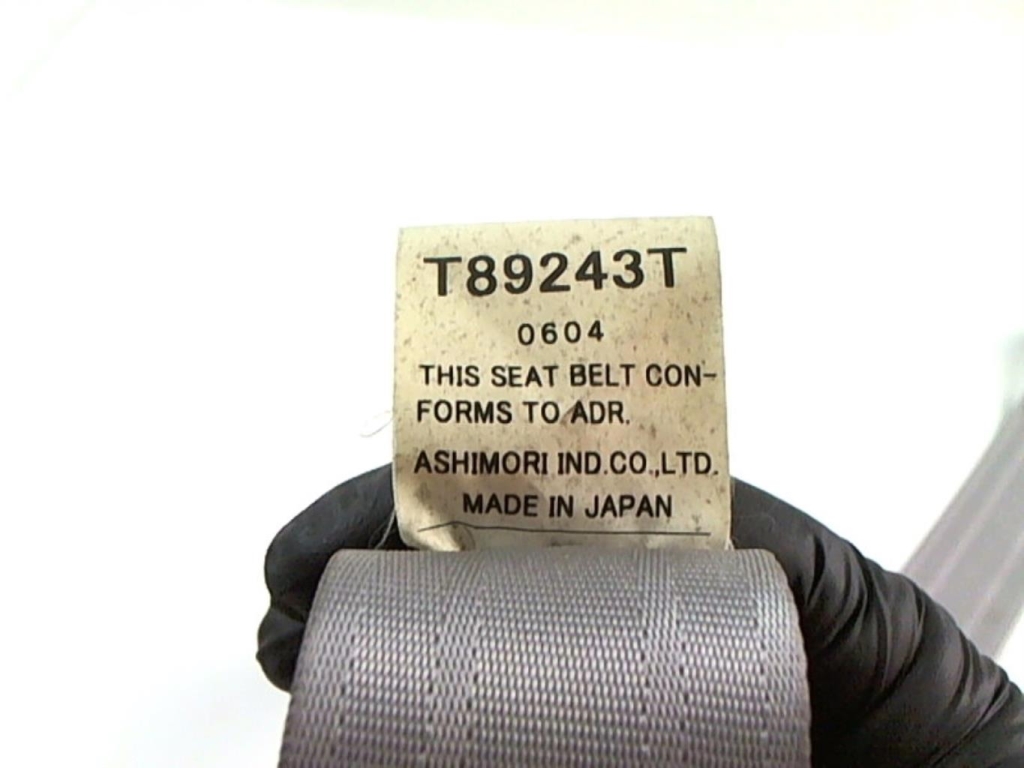 T89243T
0604
THIS SEAT BELT CON-
FORMS TO ADR.
ASHIMORI IND.CO.,LTD.
MADE IN JAPAN